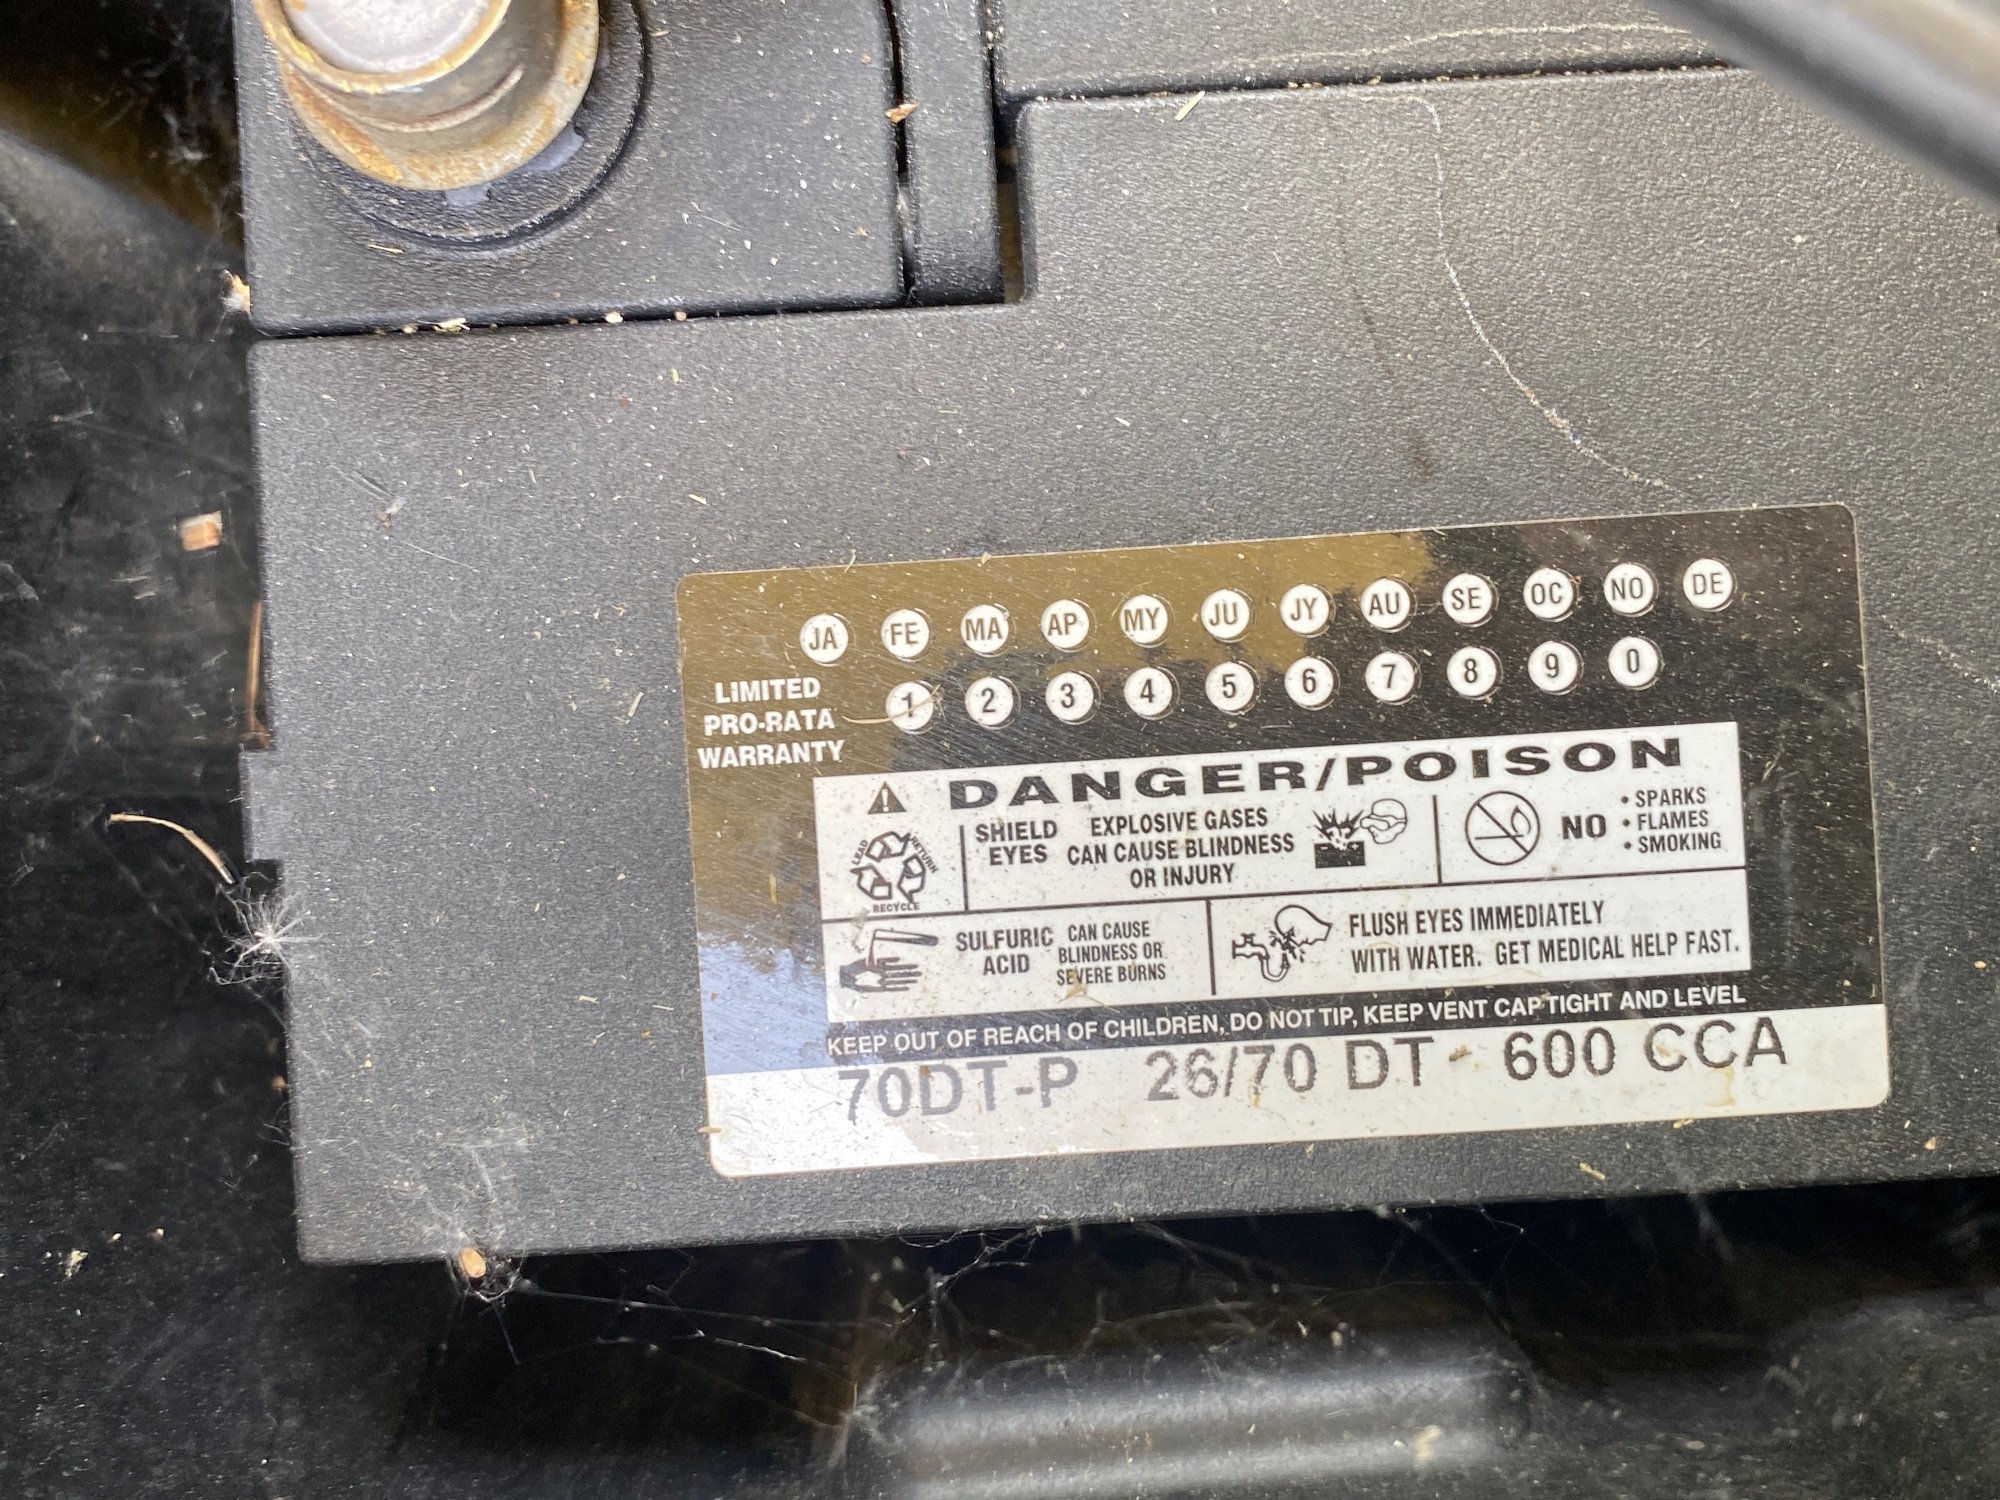 JA FE MA AP MY JU JY AU SE OC NO DE
1 2 3 4 5 6 7 8 9 0
LIMITED
PRO-RATA
WARRANTY
DANGER/POISON
LEAD
RETURN
RECYCLE
SHIELD
EYES
EXPLOSIVE GASES
CAN CAUSE BLINDNESS
OR INJURY
NO
• SPARKS
• FLAMES
• SMOKING
SULFURIC
ACID
CAN CAUSE
BLINDNESS OR
SEVERE BURNS
FLUSH EYES IMMEDIATELY
WITH WATER. GET MEDICAL HELP FAST.
KEEP OUT OF REACH OF CHILDREN, DO NOT TIP, KEEP VENT CAP TIGHT AND LEVEL
70DT-P 26/70 DT - 600 CCA